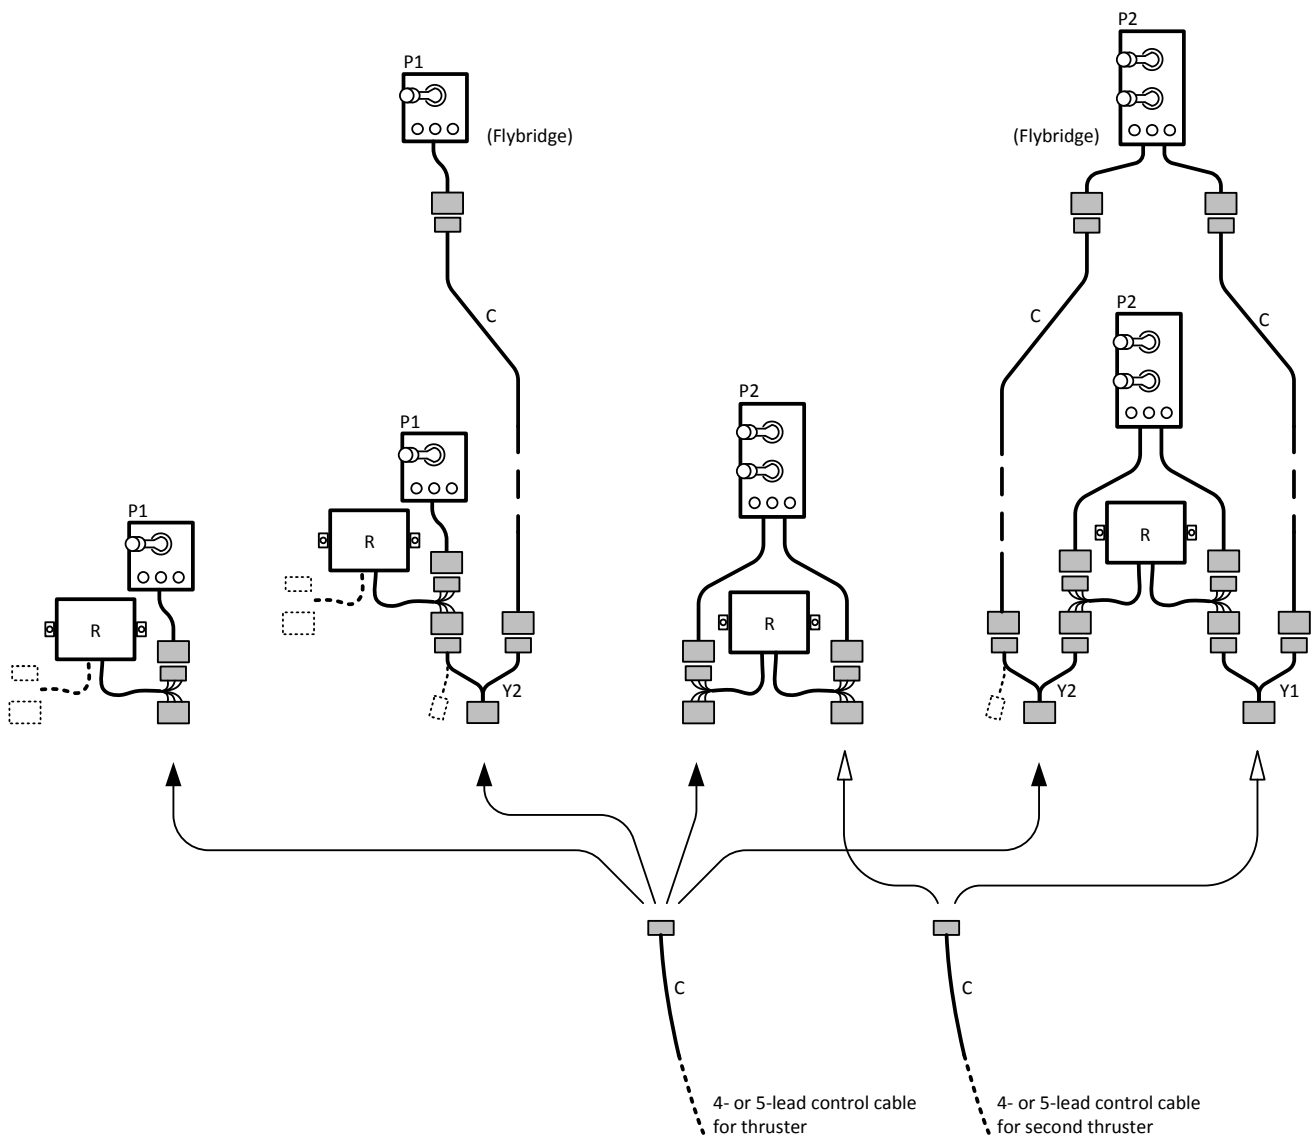 P2
P1
(Flybridge)
(Flybridge)
P2
C
C
C
P2
P1
P1
R
R
R
R
Y2
Y2
Y1
C
C
4- or 5-lead control cable
for thruster
4- or 5-lead control cable
for second thruster